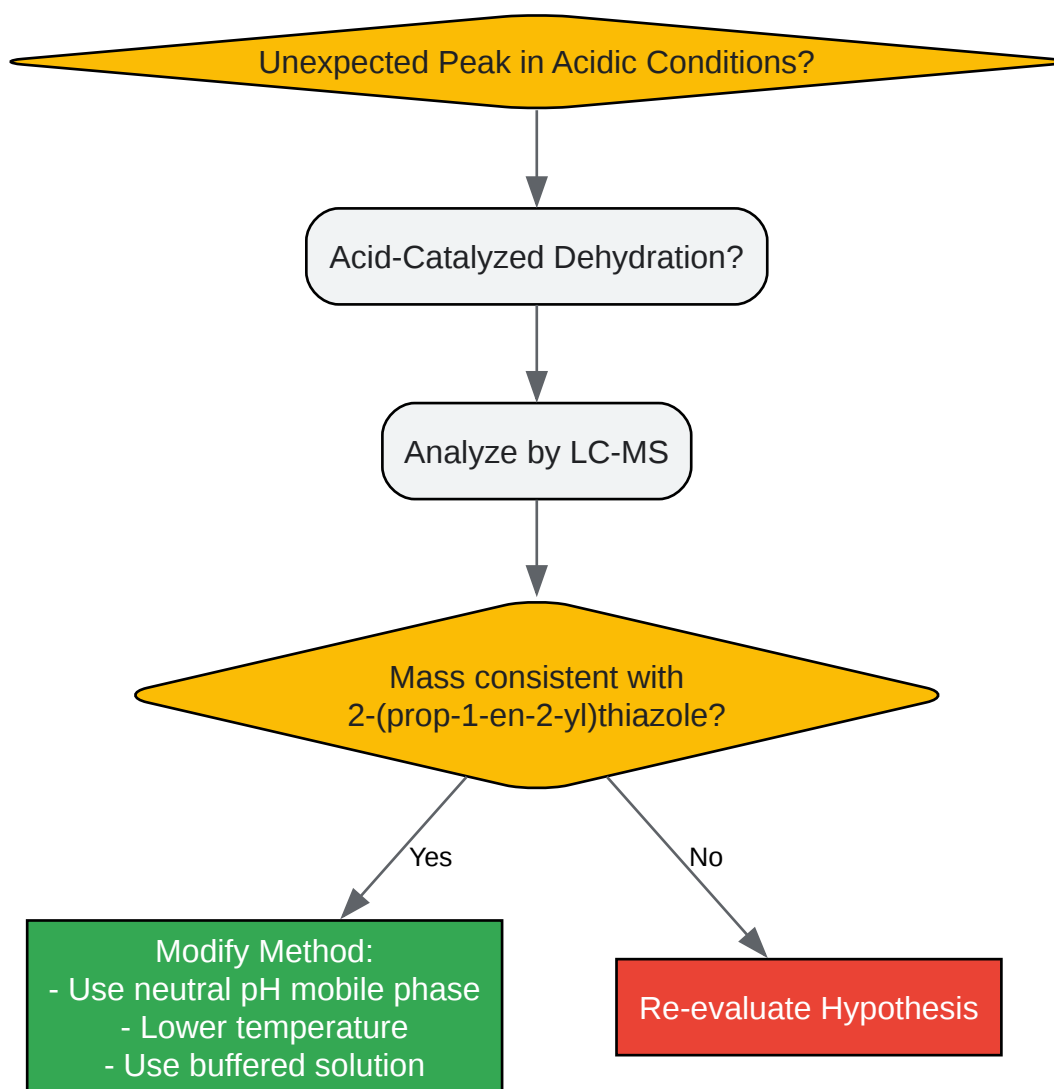 Unexpected Peak in Acidic Conditions?
Acid-Catalyzed Dehydration?
Analyze by LC-MS
Mass consistent with
2-(prop-1-en-2-yl)thiazole?
Yes
No
Modify Method:
- Use neutral pH mobile phase
- Lower temperature
- Use buffered solution
Re-evaluate Hypothesis